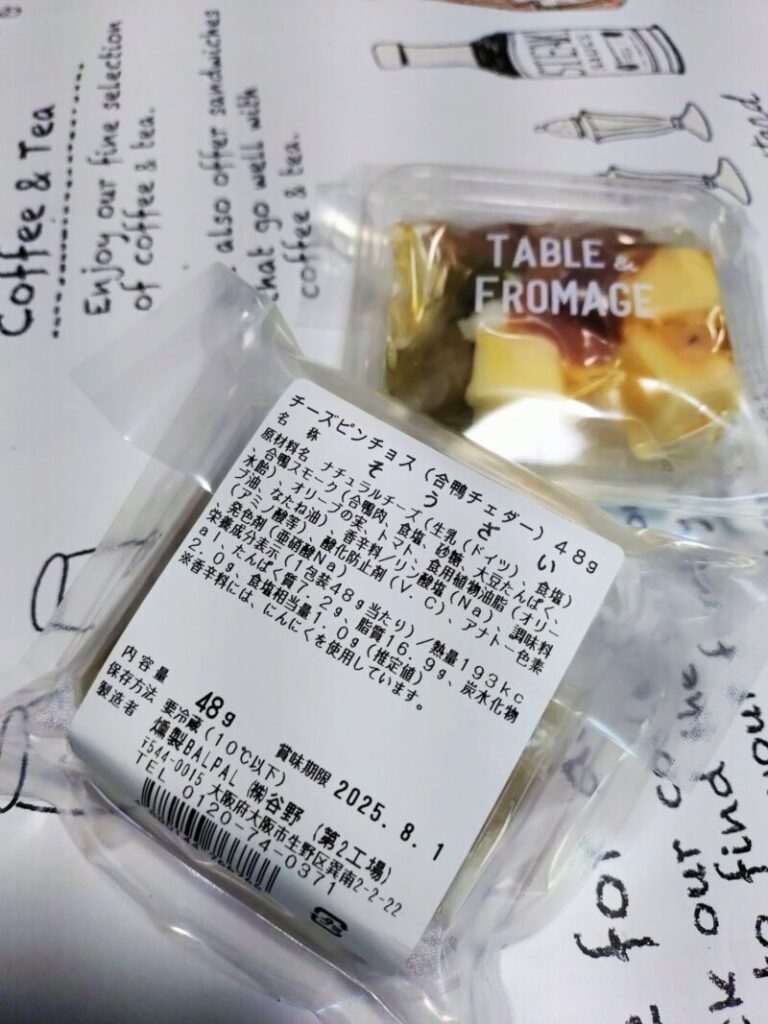 Coffee & Tea
Enjoy our fine selection
of coffee & tea.
also offer sandwiches
that go well with
coffee & tea.
STEAK
SAUCE
TABLE &
FROMAGE
チーズピンチョス (合鴨チェダー) 48g
名 称 そ う ざ い
原材料名 ナチュラルチーズ (生乳 (ドイツ)、食塩)
、合鴨スモーク (合鴨肉、食塩、砂糖、大豆たんぱく、
水飴)、オリーブの実、トマト、食用植物油脂 (オリー
ブ油、なたね油)、香辛料/リン酸塩 (Na)、調味料
(アミノ酸等)、酸化防止剤 (V.C)、アナトー色素
、発色剤 (亜硝酸Na)
栄養成分表示 (1包装48g当たり) /熱量193kc
al、たんぱく質7.2g、脂質16.9g、炭水化物
2.0g、食塩相当量1.0g (推定値)
※香辛料には、にんにくを使用しています。
内容量 48g
保存方法 要冷蔵 (10℃以下) 賞味期限 2025.8.1
製造者 燻製BALPAL ㈱谷野 (第2工場)
〒544-0015 大阪府大阪市生野区巽南2-2-22
TEL 0120-74-0371